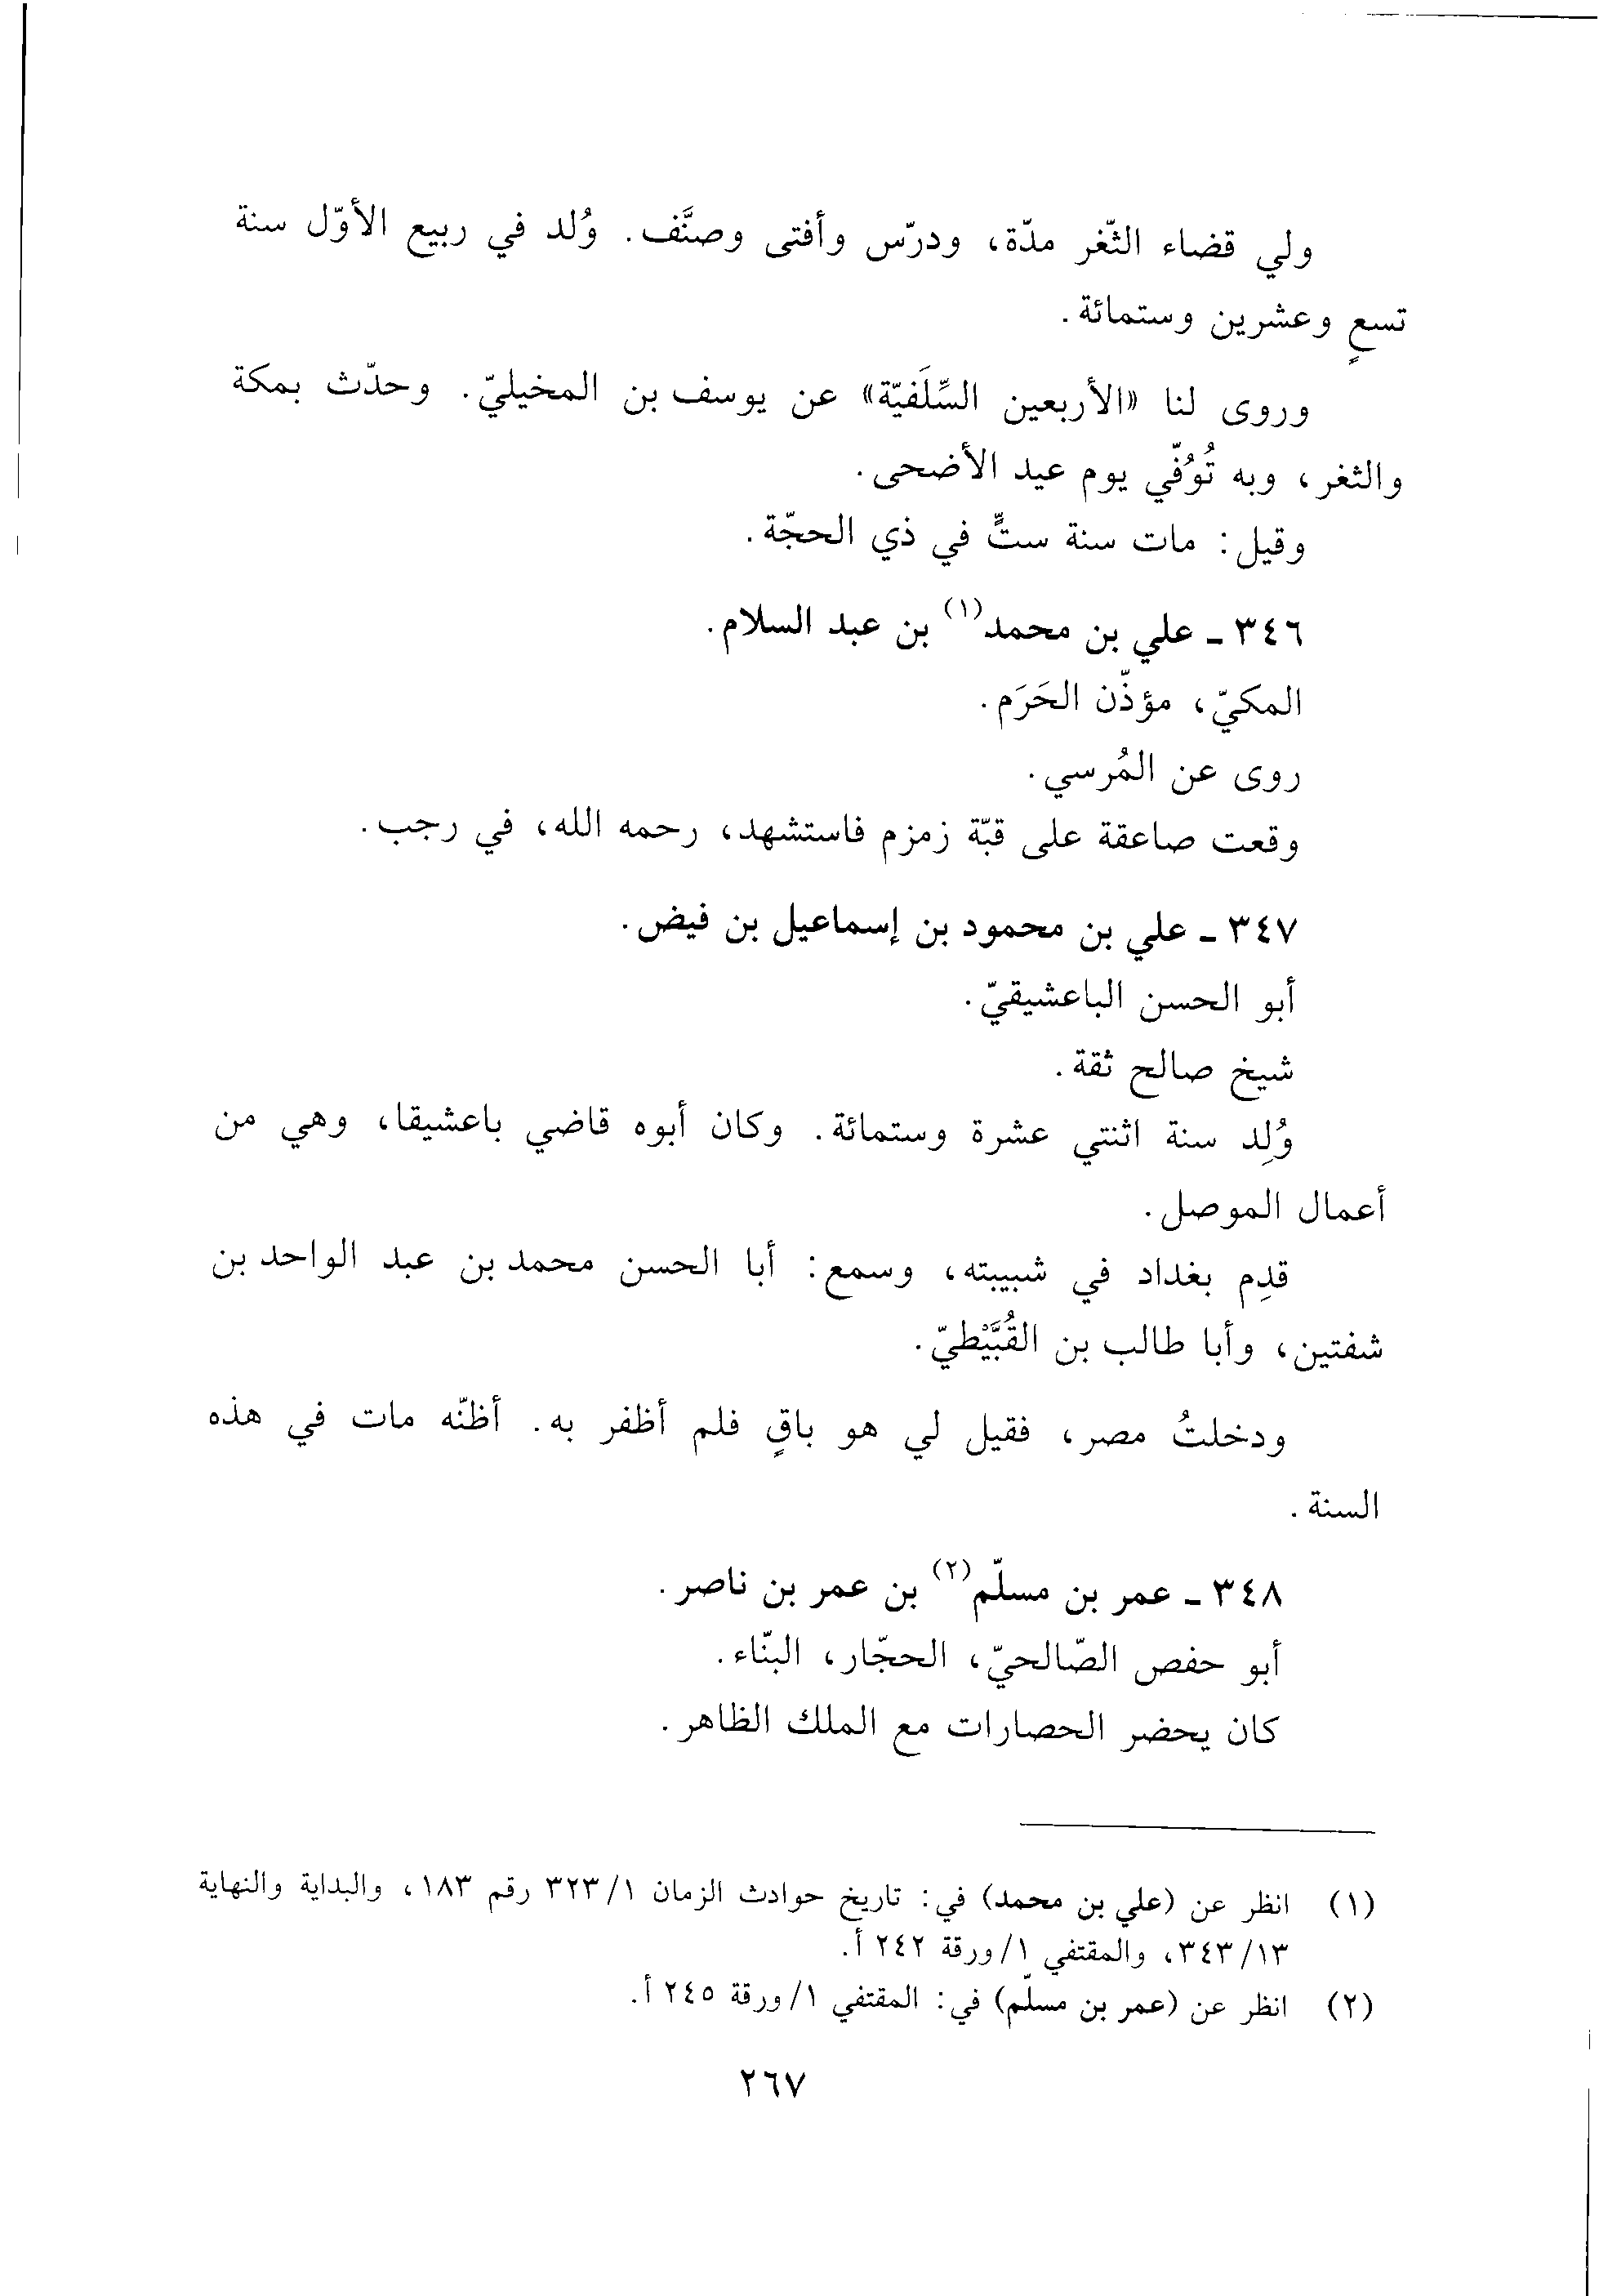 ولي قضاء الثّغر مدّة، ودرّس وأفتى وصنَّف. وُلد في ربيع الأوّل سنة
تسعٍ وعشرين وستمائة.
وروى لنا «الأربعين السِّلَفيّة» عن يوسف بن المخيليّ. وحدّث بمكة
والثغر، وبه تُوُفّي يوم عيد الأضحى.
وقيل: مات سنة ستٍّ في ذي الحجّة.
٣٤٦ ـ علي بن محمد(١) بن عبد السلام.
المكيّ، مؤذّن الحَرَم.
روى عن المُرسي.
وقعت صاعقة على قبّة زمزم فاستشهد، رحمه الله، في رجب.
٣٤٧ ـ علي بن محمود بن إسماعيل بن فيض.
أبو الحسن الباعشيقيّ.
شيخ صالح ثقة.
وُلِد سنة اثنتي عشرة وستمائة. وكان أبوه قاضي باعشيقا، وهي من
أعمال الموصل.
قدِم بغداد في شبيبته، وسمع: أبا الحسن محمد بن عبد الواحد بن
شفتين، وأبا طالب بن القُبَّيْطيّ.
ودخلتُ مصر، فقيل لي هو باقٍ فلم أظفر به. أظنّه مات في هذه
السنة.
٣٤٨ ـ عمر بن مسلّم(٢) بن عمر بن ناصر.
أبو حفص الصّالحيّ، الحجّار، البنّاء.
كان يحضر الحصارات مع الملك الظاهر.
(١) انظر عن (علي بن محمد) في: تاريخ حوادث الزمان ١/ ٣٢٣ رقم ١٨٣، والبداية والنهاية
١٣/ ٣٤٣، والمقتفي ١/ ورقة ٢٤٢ أ.
(٢) انظر عن (عمر بن مسلّم) في: المقتفي ١/ ورقة ٢٤٥ أ.
٢٦٧